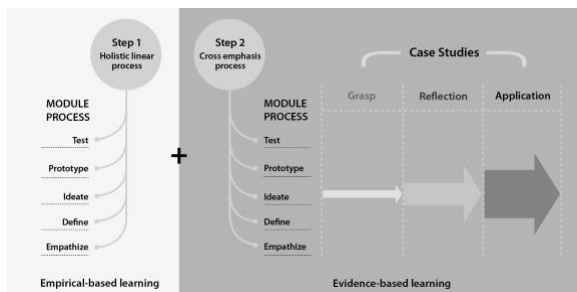 Step 1
Holistic linear
process
MODULE
PROCESS
Test
Prototype
Ideate
Define
Empathize
Empirical-based learning
+
Step 2
Cross emphasis
process
MODULE
PROCESS
Test
Prototype
Ideate
Define
Empathize
Case Studies
Grasp
Reflection
Application
Evidence-based learning